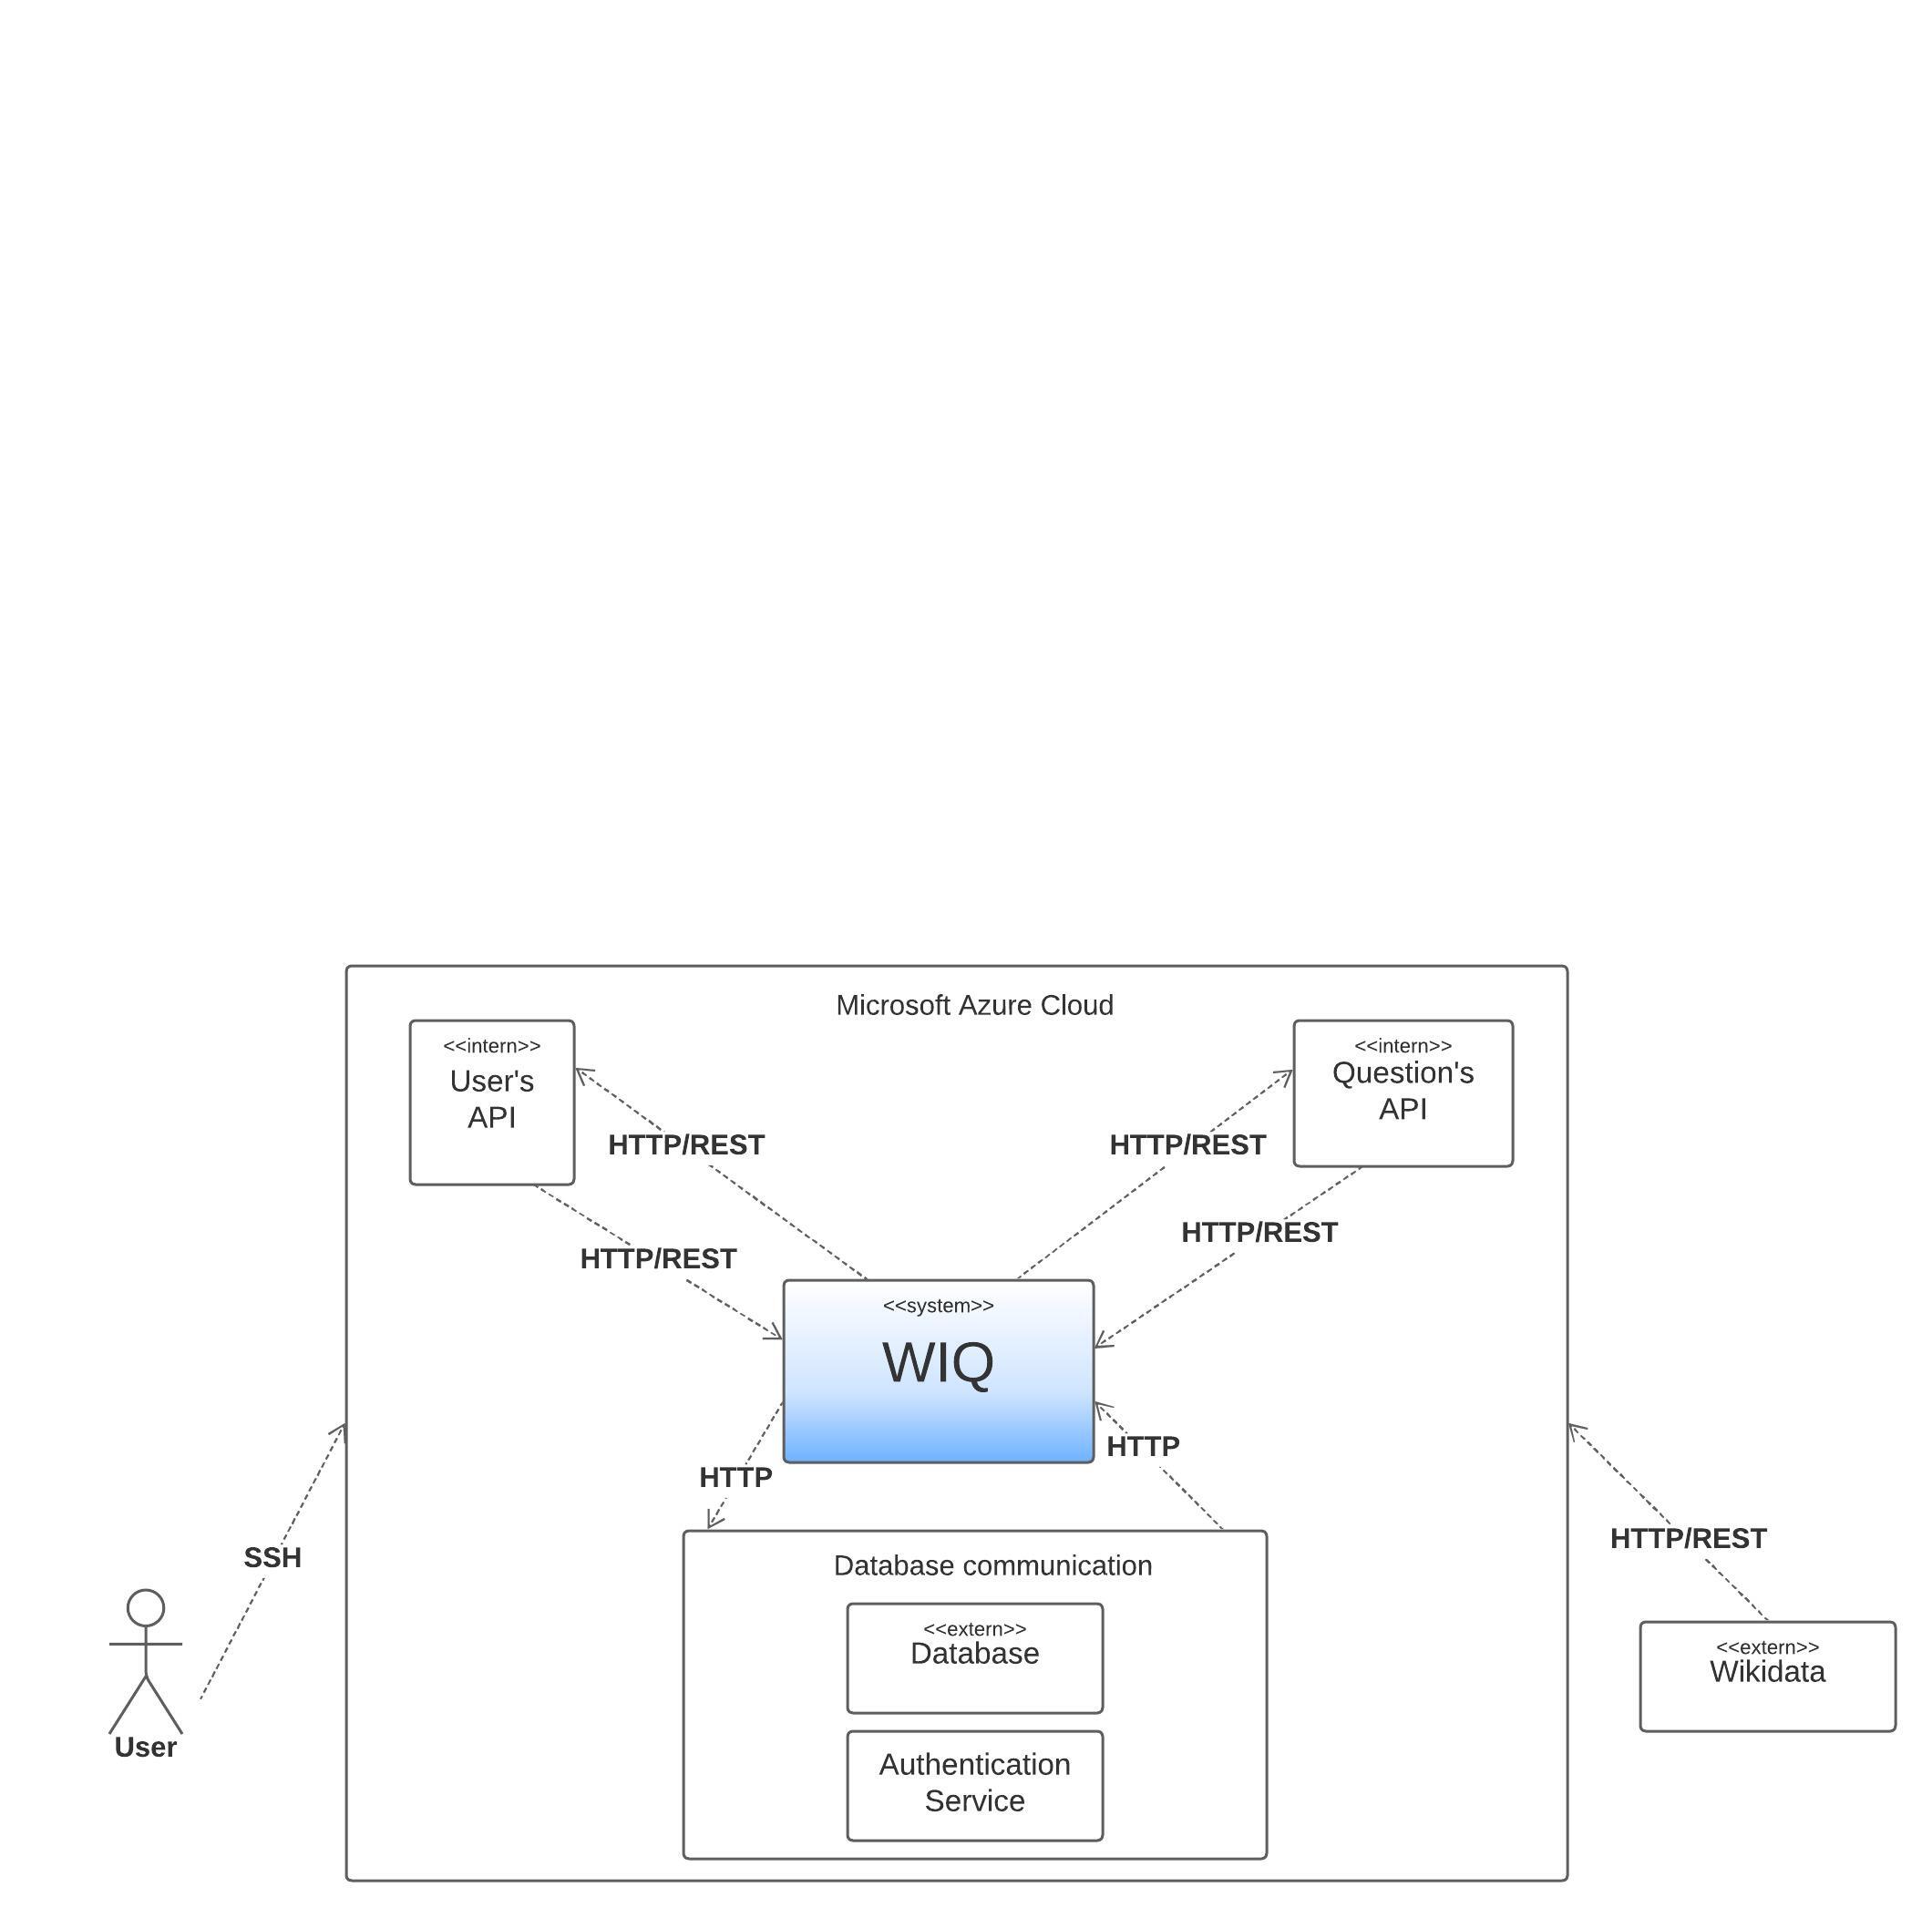 Microsoft Azure Cloud
<<intern>>
User's
API
<<intern>>
Question's
API
HTTP/REST
HTTP/REST
HTTP/REST
HTTP/REST
<<system>>
WIQ
HTTP
HTTP
SSH
HTTP/REST
Database communication
<<extern>>
Database
<<extern>>
Wikidata
User
Authentication
Service